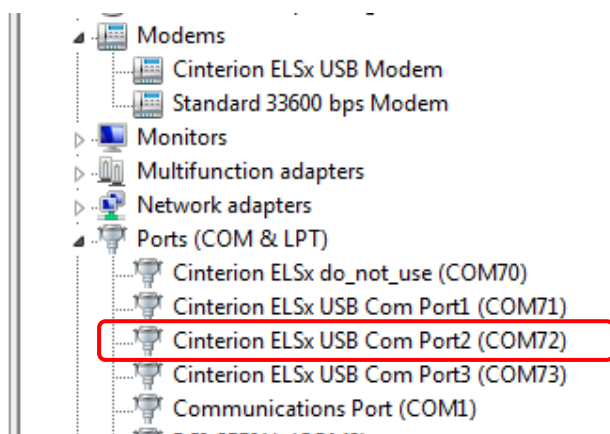 Modems
Cinterion ELSx USB Modem
Standard 33600 bps Modem
Monitors
Multifunction adapters
Network adapters
Ports (COM & LPT)
Cinterion ELSx do_not_use (COM70)
Cinterion ELSx USB Com Port1 (COM71)
Cinterion ELSx USB Com Port2 (COM72)
Cinterion ELSx USB Com Port3 (COM73)
Communications Port (COM1)